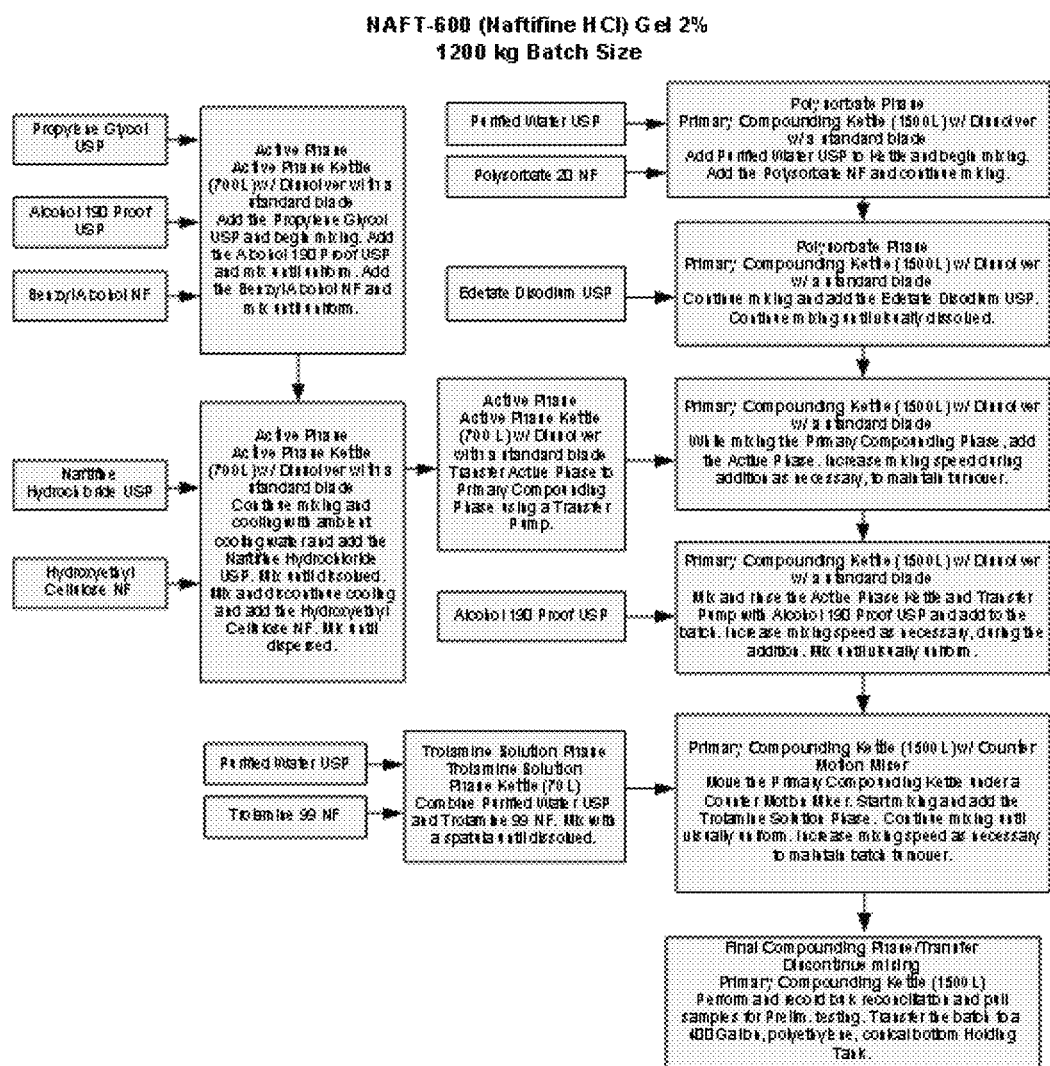 NAFT-600 (Naftifine HCl) Gel 2%
1200 kg Batch Size
Propylene Glycol
USP
Alcohol 190 Proof
USP
Benzyl Alcohol NF
Active Phase
Active Phase Kettle
(700 L) w/ Dissolver with a
standard blade
Add the Propylene Glycol
USP and begin mixing. Add
the Alcohol 190 Proof USP
and mix until uniform. Add
the Benzyl Alcohol NF and
mix until uniform.
Purified Water USP
Polysorbate 20 NF
Polysorbate Phase
Primary Compounding Kettle (1500 L) w/ Dissolver
w/a standard blade
Add Purified Water USP to Kettle and begin mixing.
Add the Polysorbate NF and continue mixing.
Edetate Disodium USP
Polysorbate Phase
Primary Compounding Kettle (1500 L) w/ Dissolver
w/a standard blade
Continue mixing and add the Edetate Disodium USP.
Continue mixing until visually dissolved.
Naftifine
Hydrochloride USP
Hydroxyethyl
Cellulose NF
Active Phase
Active Phase Kettle
(700 L) w/ Dissolver with a
standard blade
Continue mixing and
cooling with ambient
cooling water and add the
Naftifine Hydrochloride
USP. Mix until dissolved.
Mix and discontinue cooling
and add the Hydroxyethyl
Cellulose NF. Mix until
dispersed.
Active Phase
Active Phase Kettle
(700 L) w/ Dissolver
with a standard blade
Transfer Active Phase to
Primary Compounding
Phase using a Transfer
Pump.
Primary Compounding Kettle (1500 L) w/ Dissolver
w/a standard blade
While mixing the Primary Compounding Phase, add
the Active Phase. Increase mixing speed during
addition as necessary, to maintain turnover.
Alcohol 190 Proof USP
Primary Compounding Kettle (1500 L) w/ Dissolver
w/a standard blade
Mix and rinse the Active Phase Kettle and Transfer
Pump with Alcohol 190 Proof USP and add to the
batch. Increase mixing speed as necessary, during the
addition. Mix until visually uniform.
Purified Water USP
Trolamine 99 NF
Trolamine Solution Phase
Trolamine Solution
Phase Kettle (70 L)
Combine Purified Water USP
and Trolamine 99 NF. Mix with
a spatula until dissolved.
Primary Compounding Kettle (1500 L) w/ Counter
Motion Mixer
Move the Primary Compounding Kettle under a
Counter Motion Mixer. Start mixing and add the
Trolamine Solution Phase. Continue mixing until
visually uniform. Increase mixing speed as necessary
to maintain batch turnover.
Final Compounding Phase/Transfer
Discontinue mixing
Primary Compounding Kettle (1500 L)
Perform and record bulk reconciliation and pull
samples for Prelim. testing. Transfer the batch to a
400 Gallon, polyethylene, conical bottom Holding
Tank.